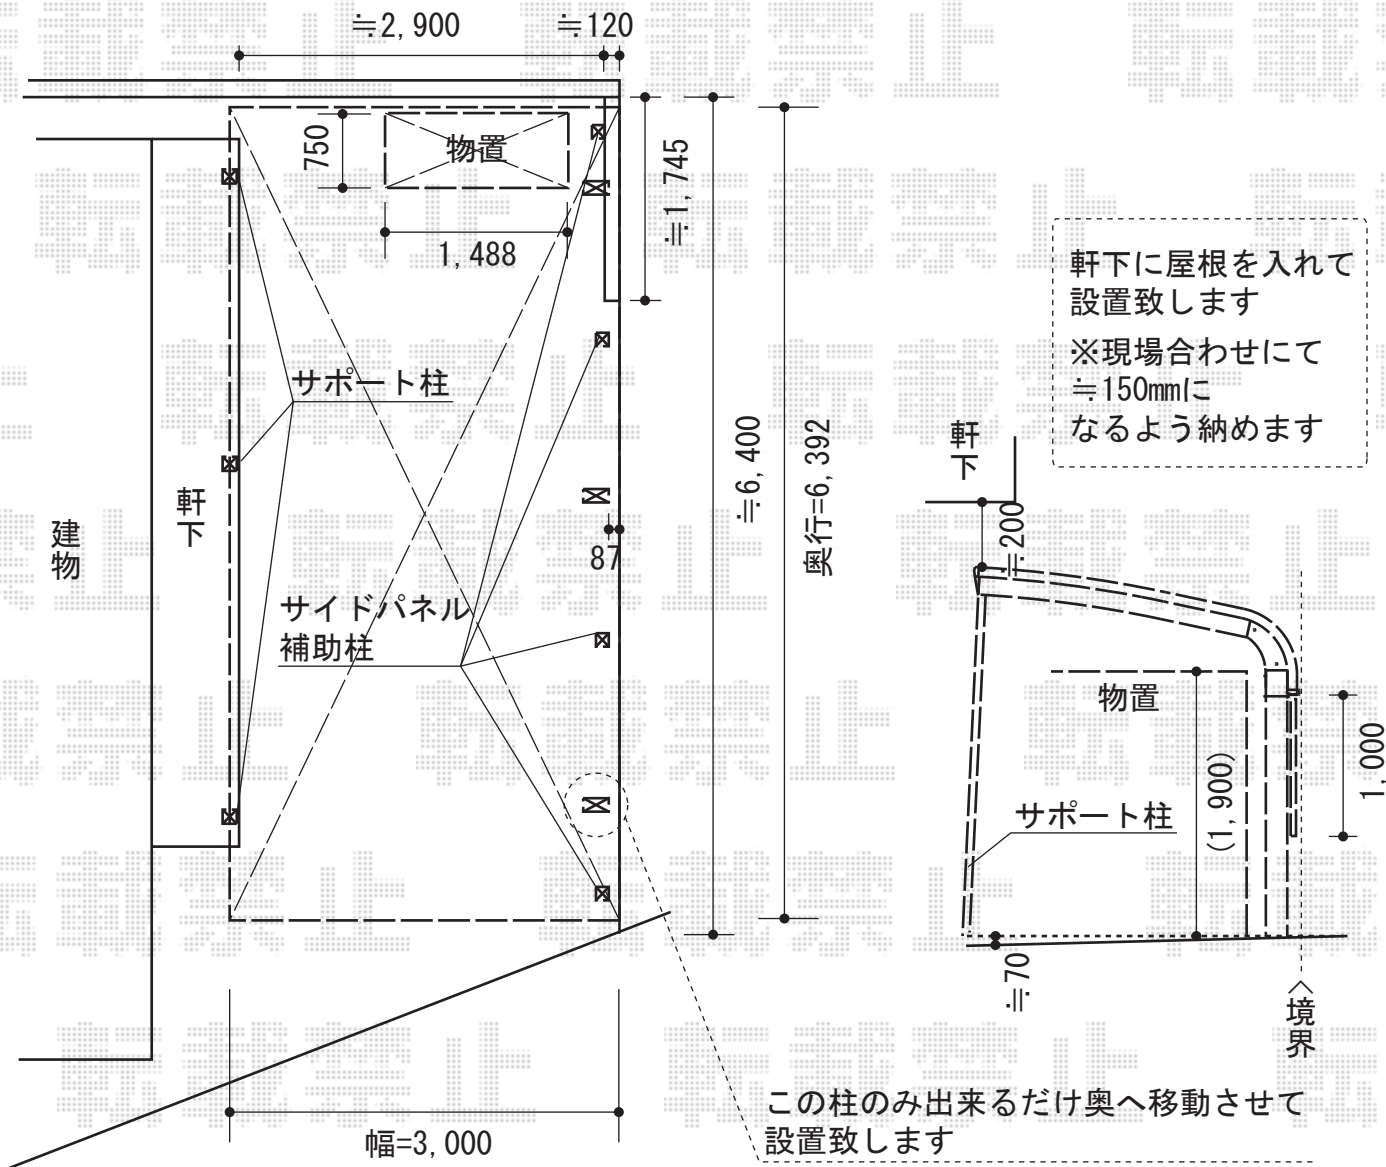 ≒2,900
≒120
750
物置
1,488
≒1,745
軒下に屋根を入れて
設置致します
※現場合わせにて
≒150mmに
なるよう納めます
サポート柱
≒6,400
奥行=6,392
軒下
≒200
建物
軒下
87
サイドパネル
補助柱
物置
1,000
(1,900)
サポート柱
≒70
境界
この柱のみ出来るだけ奥へ移動させて
設置致します
幅=3,000
転載禁止